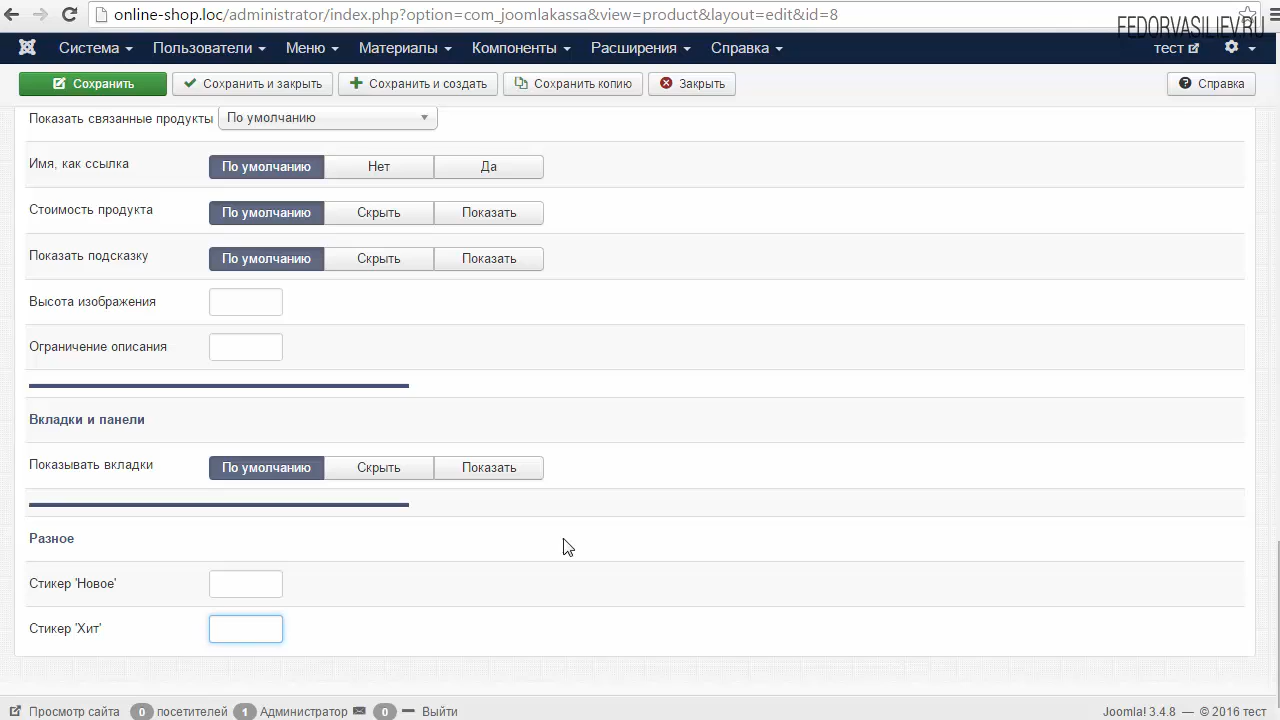 online-shop.loc/administrator/index.php?option=com_joomlakassa&view=product&layout=edit&id=8
FEDORVASILIEV.RU
Система Пользователи Меню Материалы Компоненты Расширения Справка тест
Сохранить Сохранить и закрыть Сохранить и создать Сохранить копию Закрыть Справка
Показать связанные продукты По умолчанию
Имя, как ссылка По умолчанию Нет Да
Стоимость продукта По умолчанию Скрыть Показать
Показать подсказку По умолчанию Скрыть Показать
Высота изображения
Ограничение описания
Вкладки и панели
Показывать вкладки По умолчанию Скрыть Показать
Разное
Стикер 'Новое'
Стикер 'Хит'
Просмотр сайта 0 посетителей 1 Администратор 0 Выйти Joomla! 3.4.8 — © 2016 тест